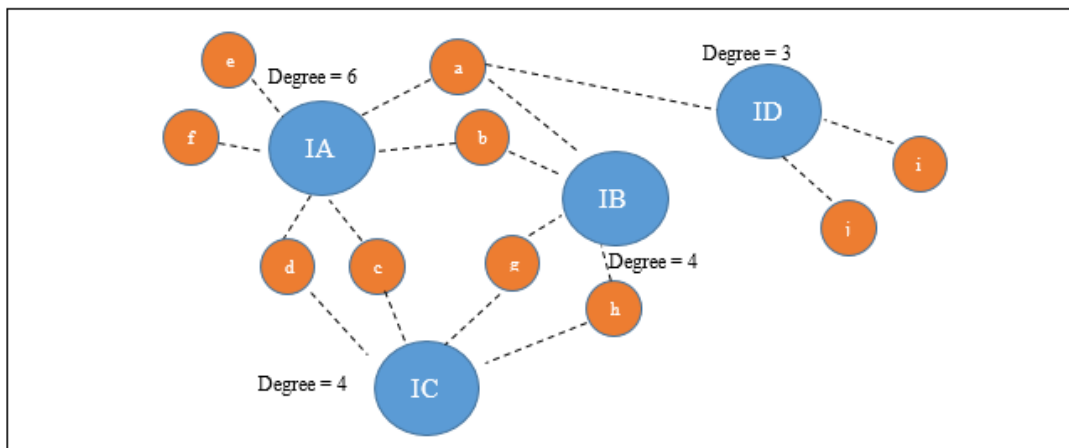 e
Degree = 6
a
Degree = 3
ID
f
IA
b
i
IB
j
d
c
g
Degree = 4
h
Degree = 4
IC